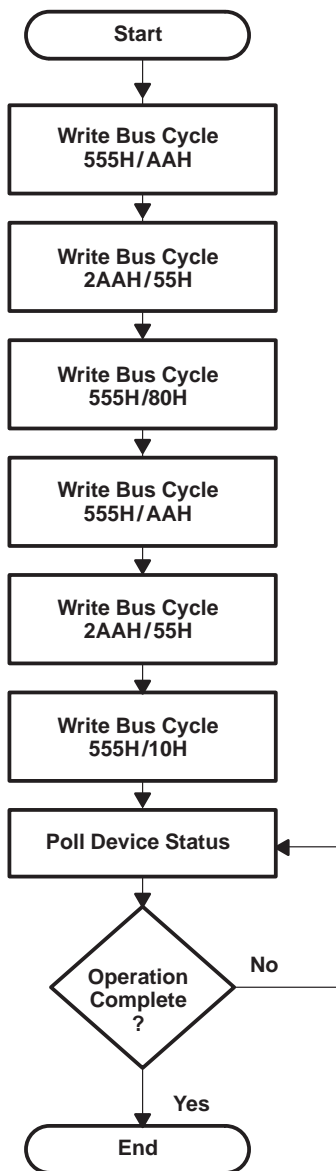 Start
Write Bus Cycle
555H/AAH
Write Bus Cycle
2AAH/55H
Write Bus Cycle
555H/80H
Write Bus Cycle
555H/AAH
Write Bus Cycle
2AAH/55H
Write Bus Cycle
555H/10H
Poll Device Status
Operation
Complete
?
No
Yes
End